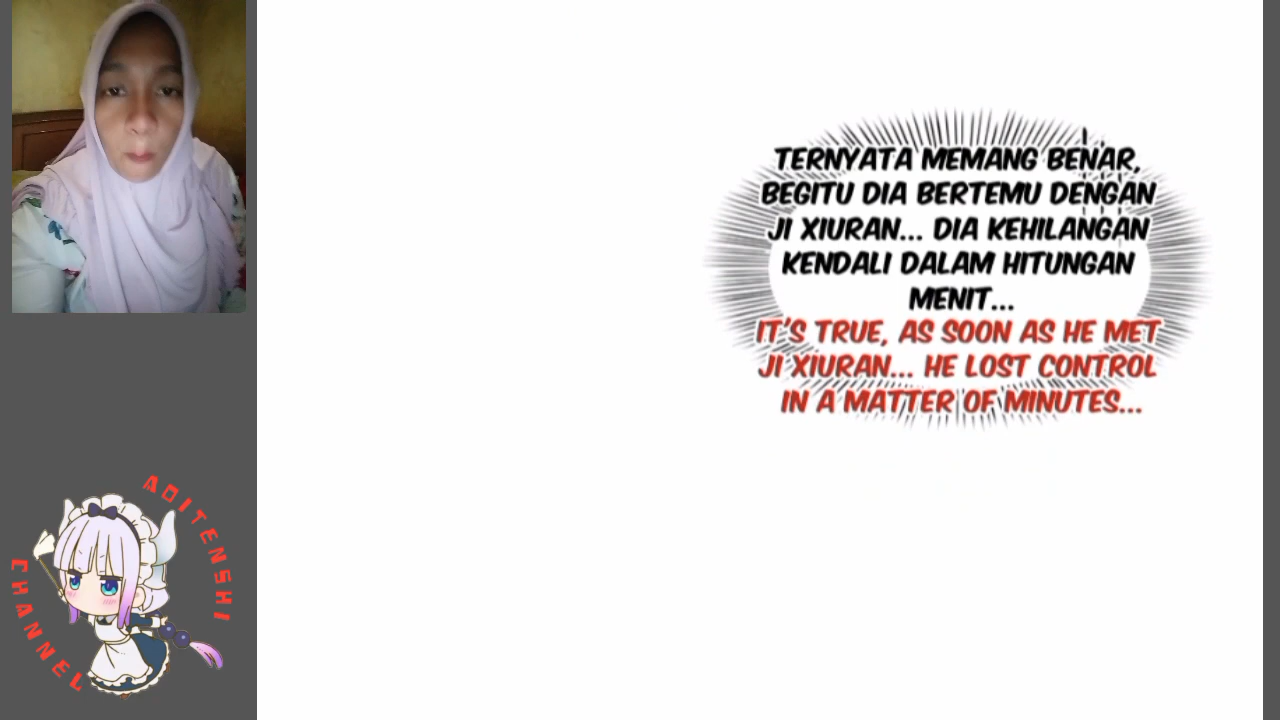 TERNYATA MEMANG BENAR,
BEGITU DIA BERTEMU DENGAN
JI XIURAN... DIA KEHILANGAN
KENDALI DALAM HITUNGAN
MENIT...
IT'S TRUE, AS SOON AS HE MET
JI XIURAN... HE LOST CONTROL
IN A MATTER OF MINUTES...
AOITENSHI
CHANNEL